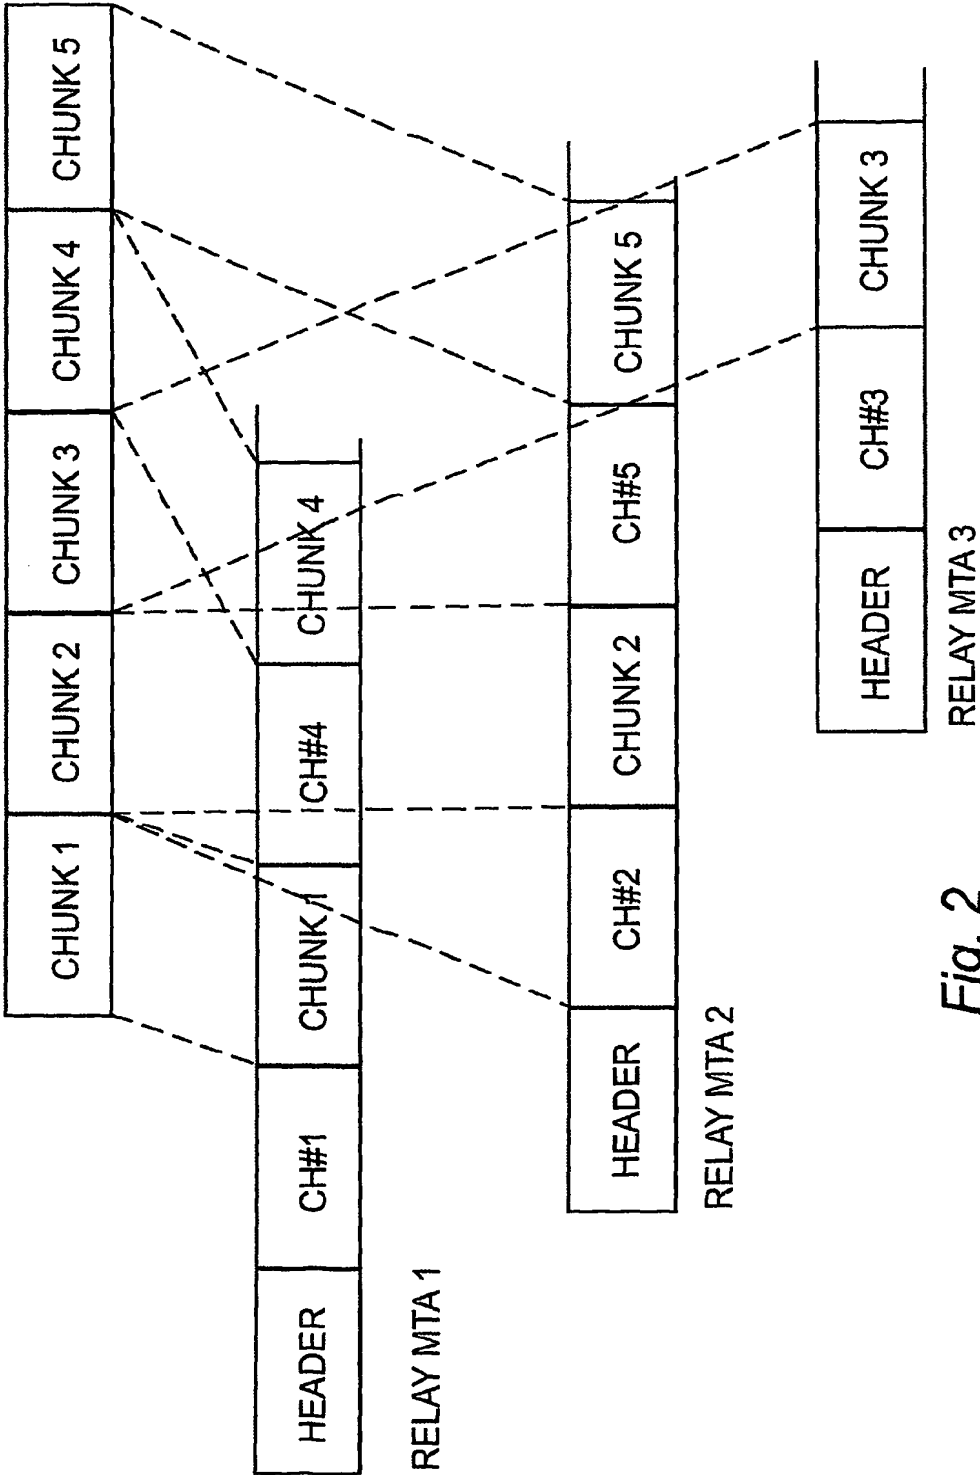 CHUNK 1 CHUNK 2 CHUNK 3 CHUNK 4 CHUNK 5
HEADER CH#1 CHUNK 1 CH#4 CHUNK 4
RELAY MTA 1
HEADER CH#2 CHUNK 2 CH#5 CHUNK 5
RELAY MTA 2
HEADER CH#3 CHUNK 3
RELAY MTA 3
Fig. 2